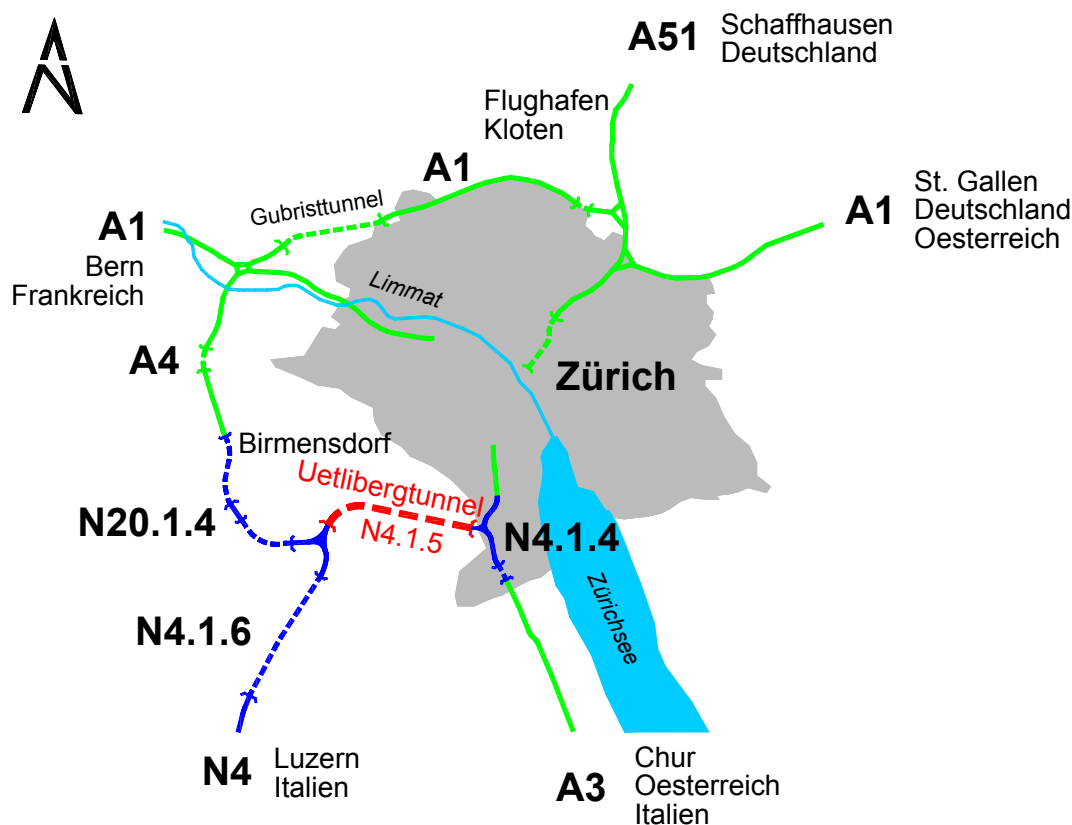 A51
Schaffhausen
Deutschland
Flughafen
Kloten
A1
St. Gallen
Deutschland
Oesterreich
A1
Gubristtunnel
A1
Bern
Frankreich
Limmat
A4
Zürich
Birmensdorf
Uetlibergtunnel
N4.1.5
N20.1.4
N4.1.4
Zürichsee
N4.1.6
N4
Luzern
Italien
A3
Chur
Oesterreich
Italien